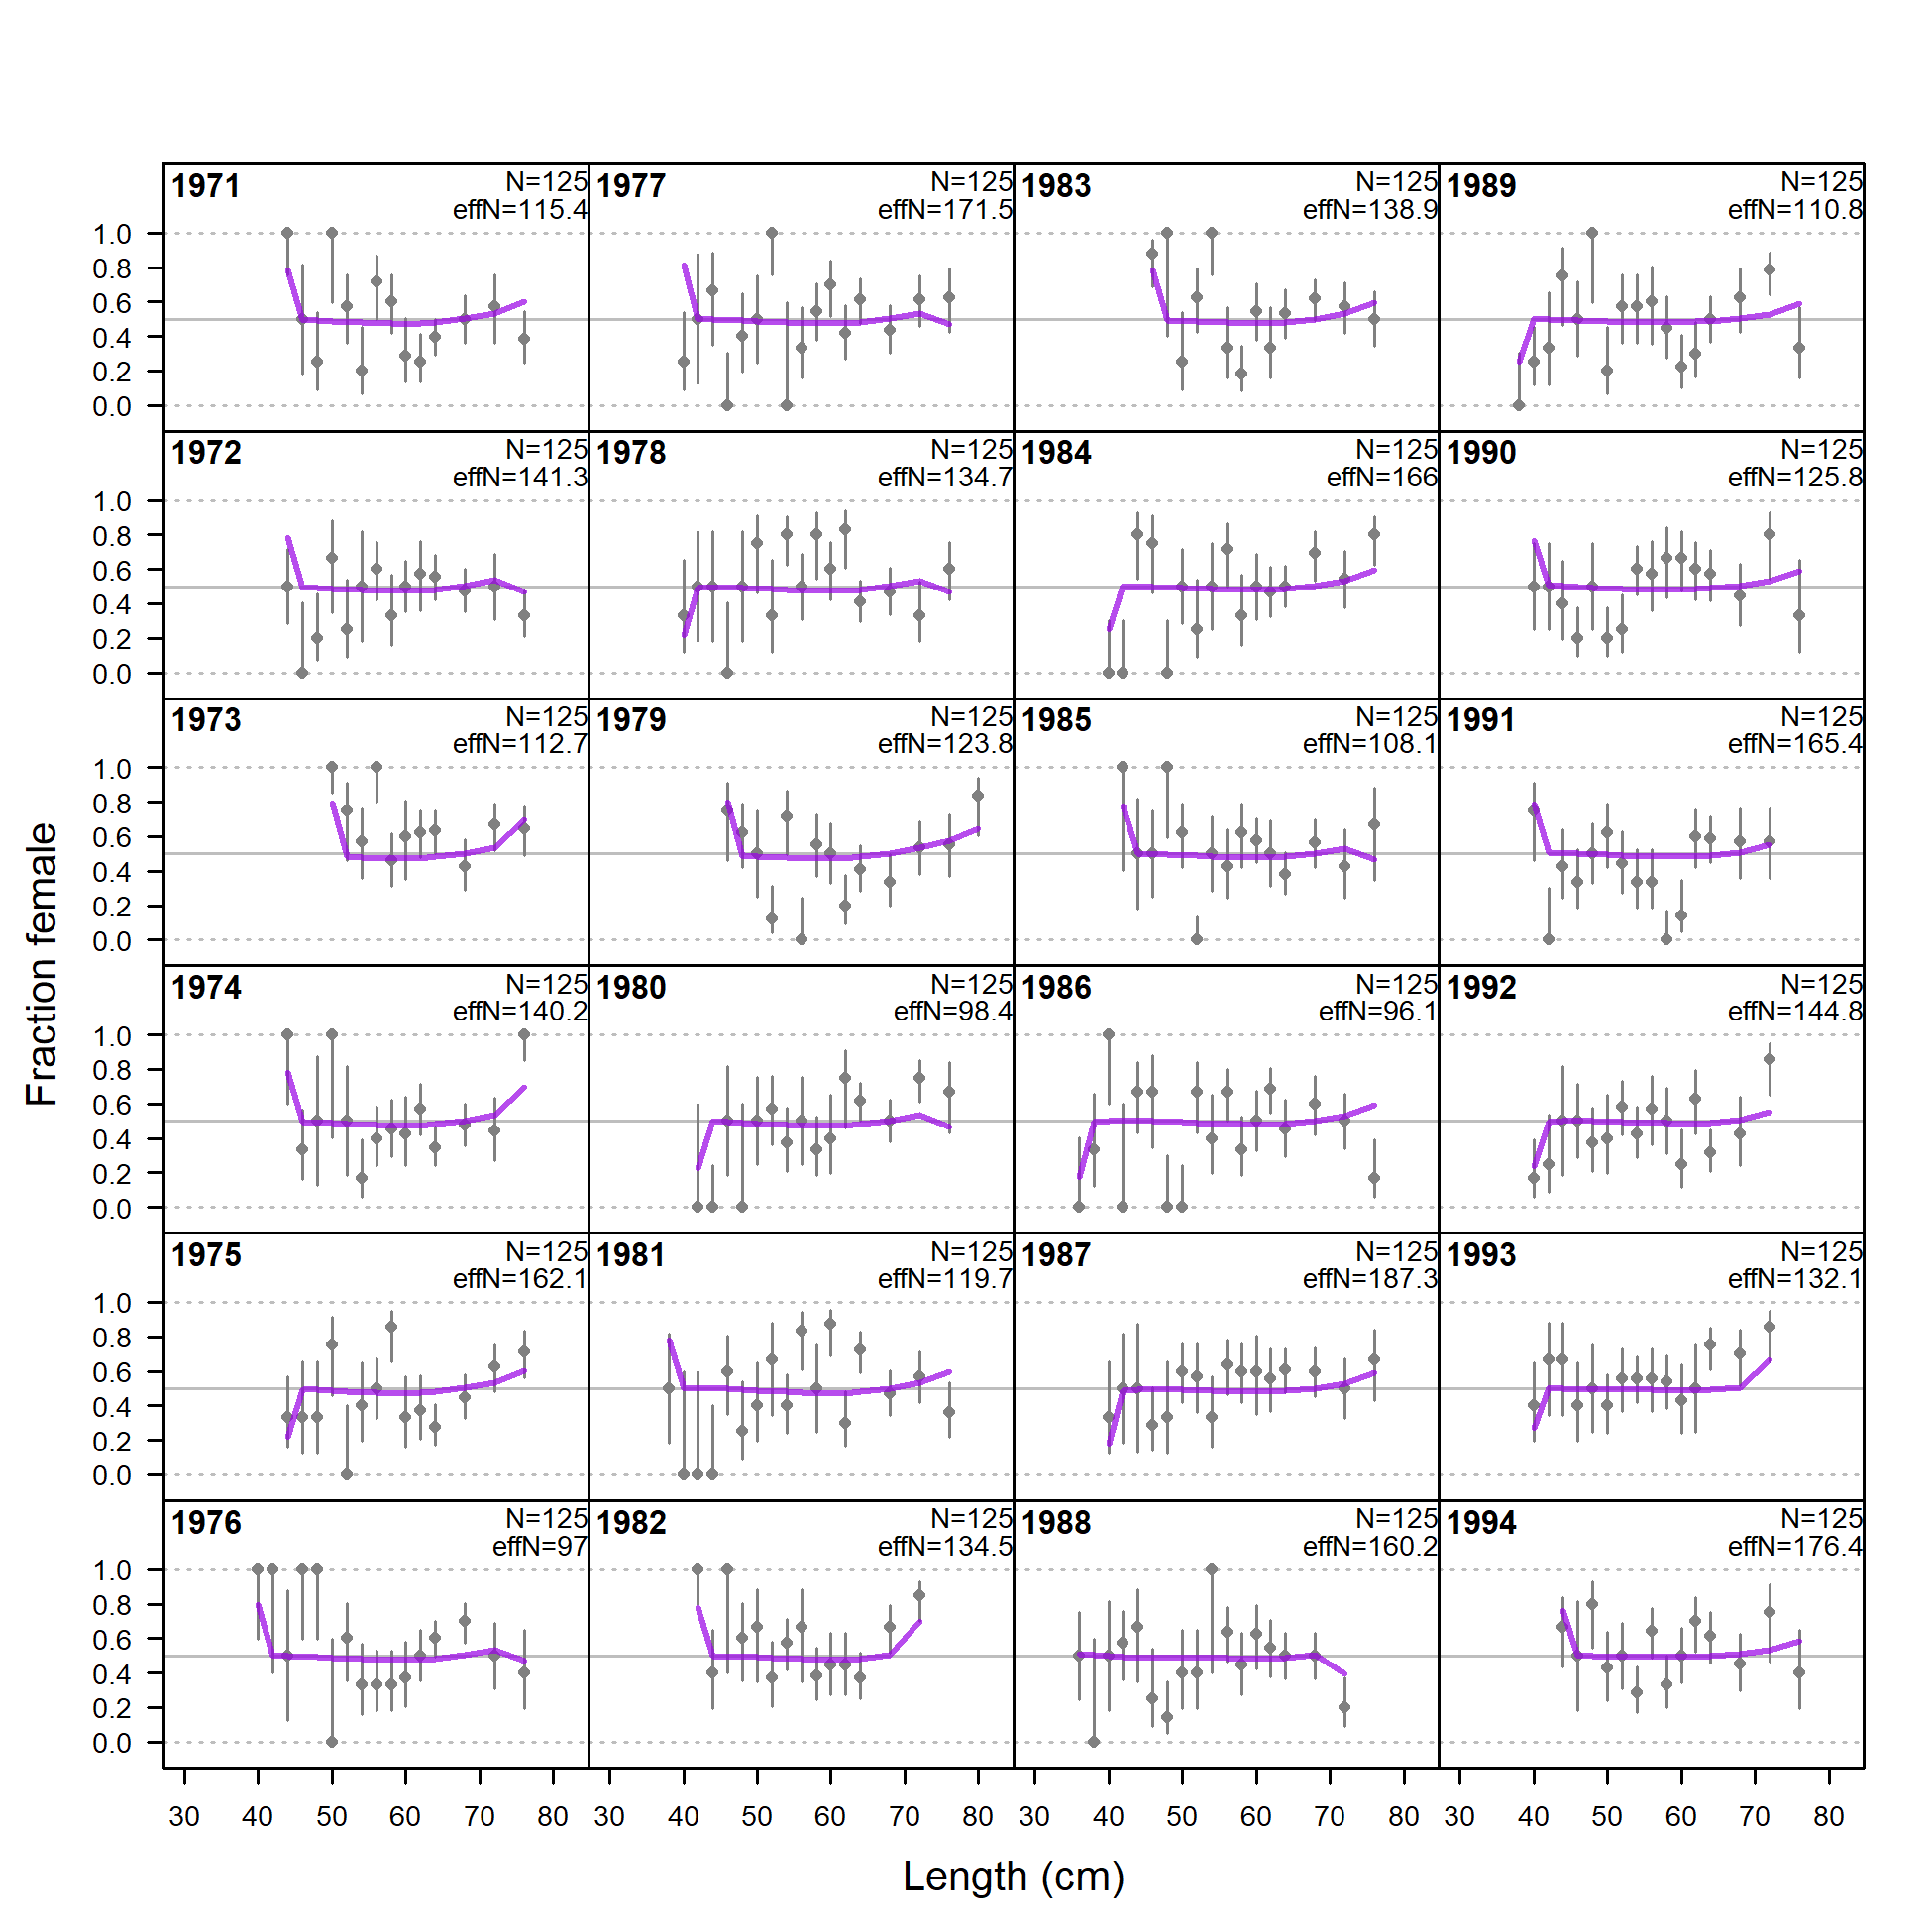 1971 N=125 1977 N=125 1983 N=125 1989 N=125
effN=115.4 effN=171.5 effN=138.9 effN=110.8
1.0
0.8
0.6
0.4
0.2
0.0
1972 N=125 1978 N=125 1984 N=125 1990 N=125
effN=141.3 effN=134.7 effN=166 effN=125.8
1.0
0.8
0.6
0.4
0.2
0.0
1973 N=125 1979 N=125 1985 N=125 1991 N=125
effN=112.7 effN=123.8 effN=108.1 effN=165.4
1.0
0.8
0.6
0.4
0.2
0.0
1974 N=125 1980 N=125 1986 N=125 1992 N=125
effN=140.2 effN=98.4 effN=96.1 effN=144.8
1.0
0.8
0.6
0.4
0.2
0.0
1975 N=125 1981 N=125 1987 N=125 1993 N=125
effN=162.1 effN=119.7 effN=187.3 effN=132.1
1.0
0.8
0.6
0.4
0.2
0.0
1976 N=125 1982 N=125 1988 N=125 1994 N=125
effN=97 effN=134.5 effN=160.2 effN=176.4
1.0
0.8
0.6
0.4
0.2
0.0
30 40 50 60 70 80 30 40 50 60 70 80 30 40 50 60 70 80 30 40 50 60 70 80
Length (cm)
Fraction female